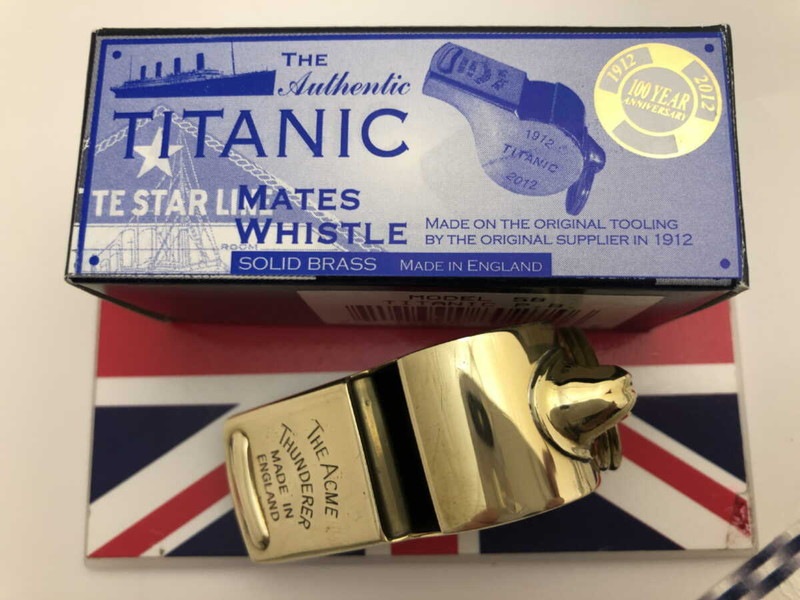 THE
Authentic
TITANIC
TE STAR LINE
MATES
WHISTLE
ROOM
SOLID BRASS MADE IN ENGLAND
MADE ON THE ORIGINAL TOOLING
BY THE ORIGINAL SUPPLIER IN 1912
1912
TITANIC
2012
1912 2012
100 YEAR
ANNIVERSARY
MODEL 58
THE ACME
THUNDERER
MADE IN
ENGLAND